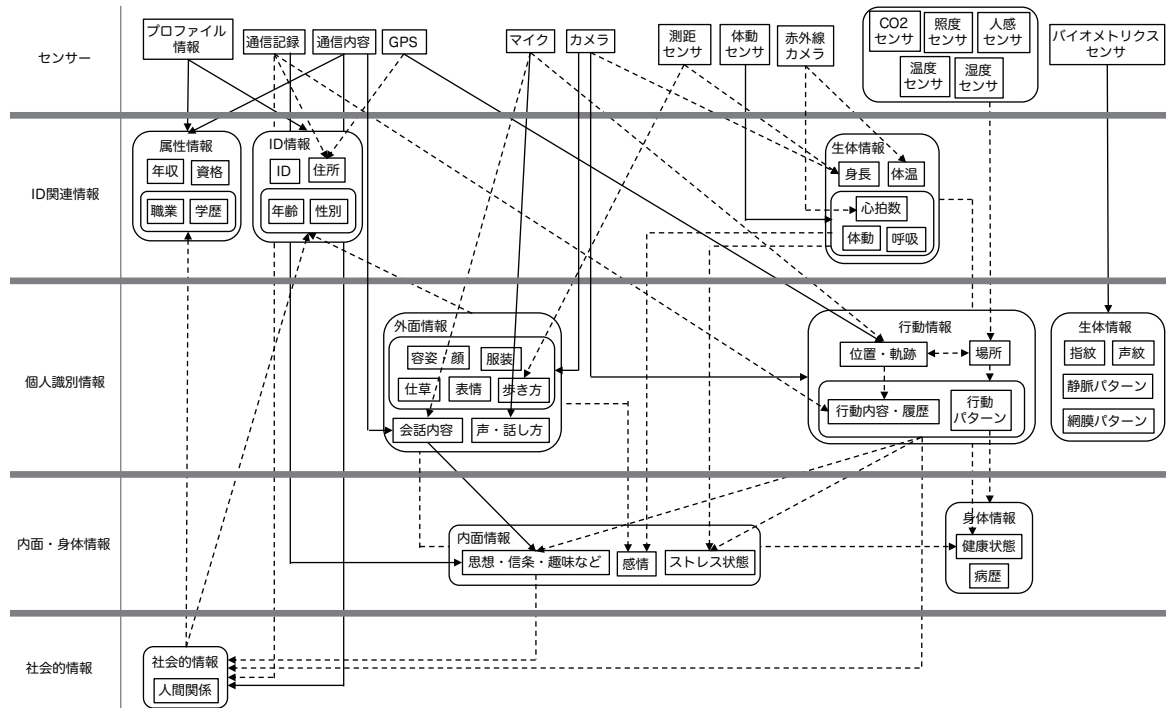 センサー
プロファイル
情報
通信記録
通信内容
GPS
マイク
カメラ
測距
センサ
体動
センサ
赤外線
カメラ
CO2
センサ
照度
センサ
人感
センサ
温度
センサ
湿度
センサ
バイオメトリクス
センサ
ID関連情報
属性情報
年収
資格
職業
学歴
ID情報
ID
住所
年齢
性別
生体情報
身長
体温
心拍数
体動
呼吸
個人識別情報
外面情報
容姿・顔
服装
仕草
表情
歩き方
会話内容
声・話し方
行動情報
位置・軌跡
場所
行動内容・履歴
行動
パターン
生体情報
指紋
声紋
静脈パターン
網膜パターン
内面・身体情報
内面情報
思想・信条・趣味など
感情
ストレス状態
身体情報
健康状態
病歴
社会的情報
社会的情報
人間関係